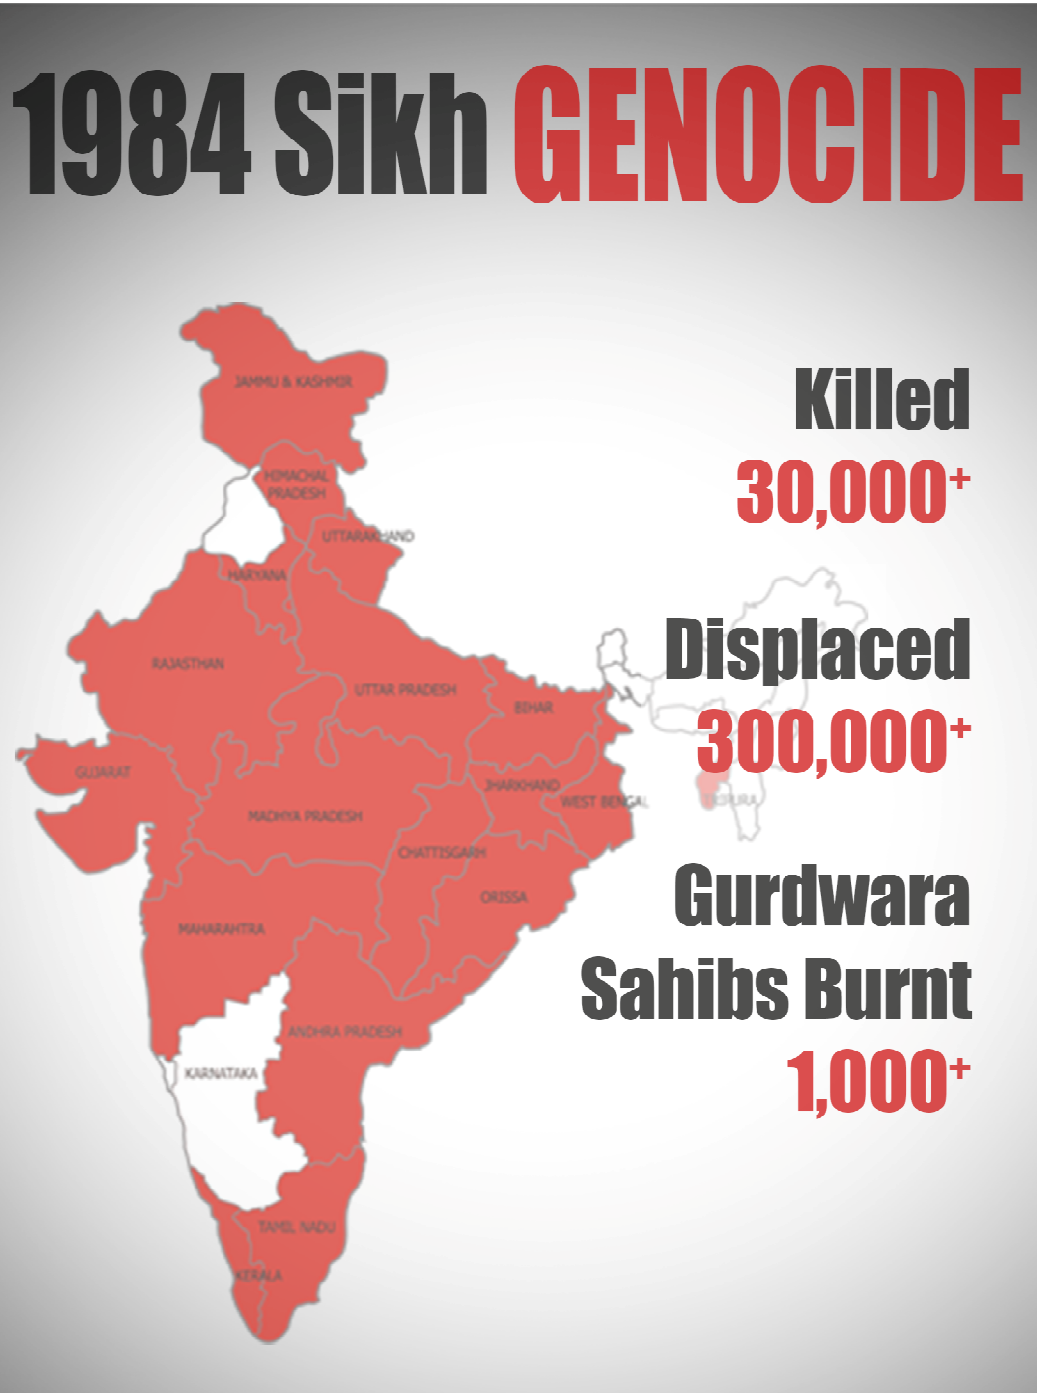 1984 Sikh GENOCIDE
JAMMU & KASHMIR
HIMACHAL
PRADESH
UTTARAKHAND
HARYANA
RAJASTHAN
UTTAR PRADESH
BIHAR
GUJARAT
JHARKHAND
WEST BENGAL
TRIPURA
MADHYA PRADESH
CHATTISGARH
ORISSA
MAHARAHTRA
ANDHRA PRADESH
KARNATAKA
TAMIL NADU
KERALA
Killed
30,000+
Displaced
300,000+
Gurdwara
Sahibs Burnt
1,000+